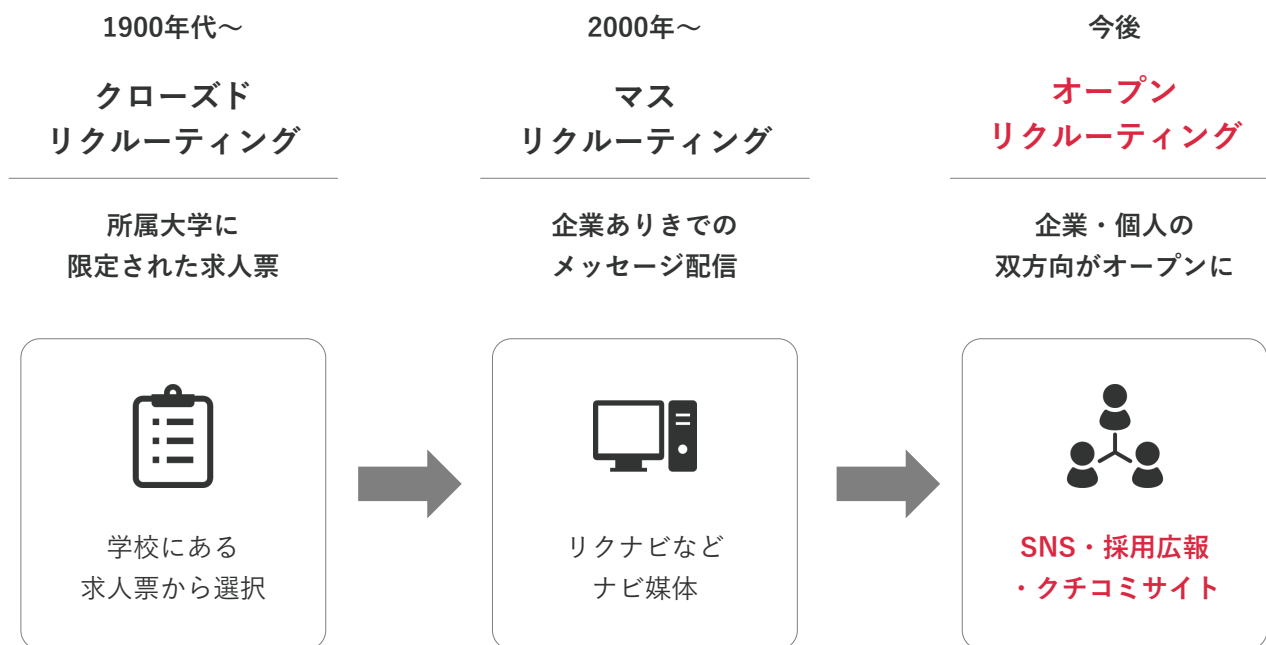 1900年代〜
クローズド
リクルーティング
所属大学に
限定された求人票
学校にある
求人票から選択
2000年〜
マス
リクルーティング
企業ありきでの
メッセージ配信
リクナビなど
ナビ媒体
今後
オープン
リクルーティング
企業・個人の
双方向がオープンに
SNS・採用広報
・クチコミサイト